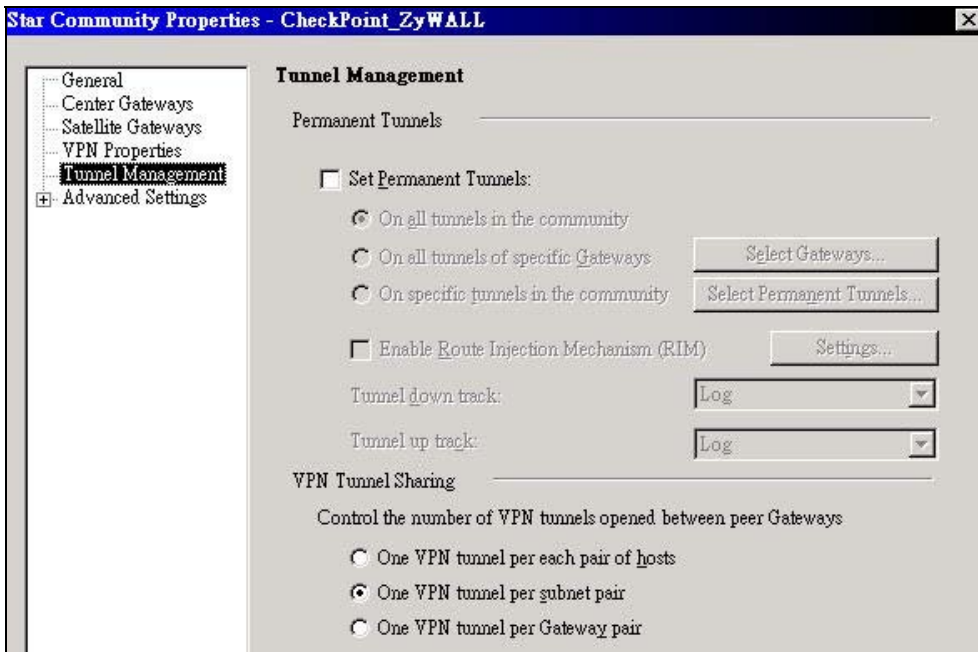 Star Community Properties - CheckPoint_ZyWALL
General
Center Gateways
Satellite Gateways
VPN Properties
Tunnel Management
Advanced Settings
Tunnel Management
Permanent Tunnels
Set Permanent Tunnels:
On all tunnels in the community
On all tunnels of specific Gateways
Select Gateways...
On specific tunnels in the community
Select Permanent Tunnels...
Enable Route Injection Mechanism (RIM)
Settings...
Tunnel down track:
Log
Tunnel up track:
Log
VPN Tunnel Sharing
Control the number of VPN tunnels opened between peer Gateways
One VPN tunnel per each pair of hosts
One VPN tunnel per subnet pair
One VPN tunnel per Gateway pair